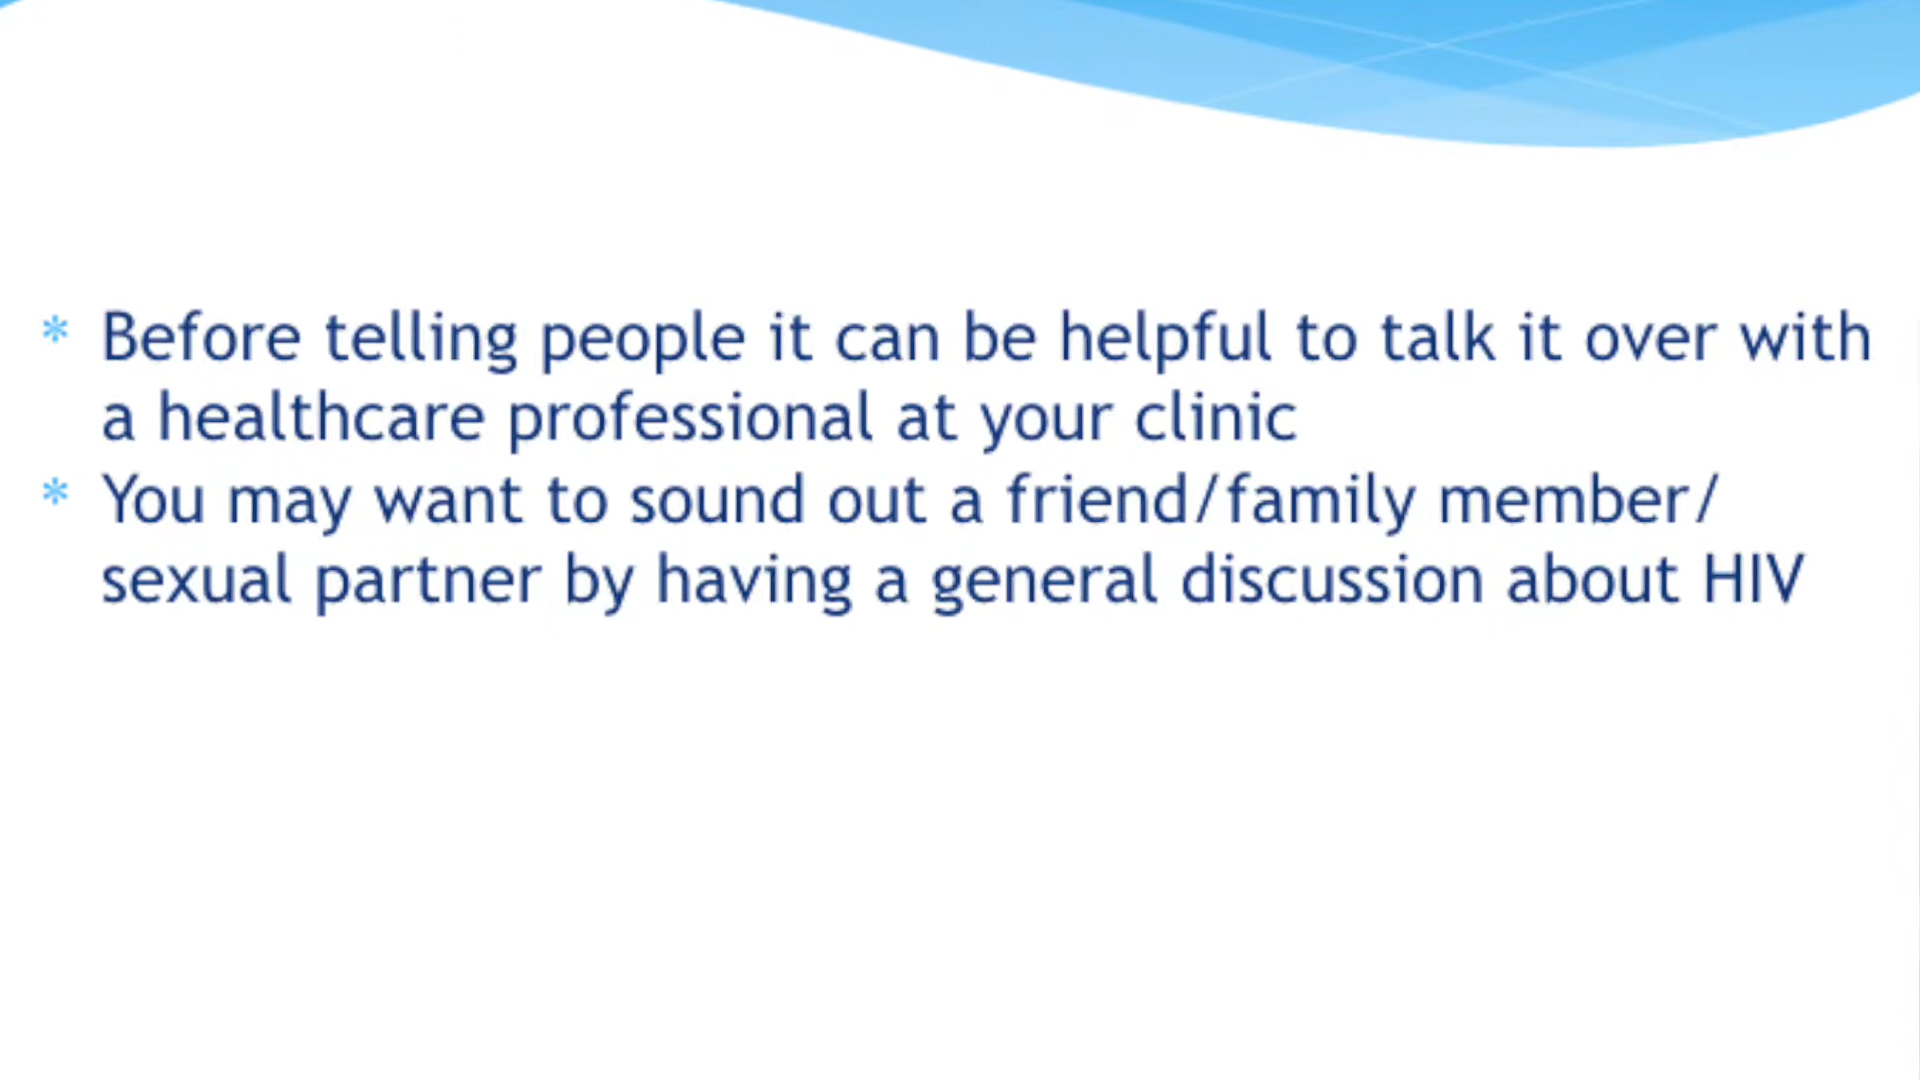 * Before telling people it can be helpful to talk it over with
a healthcare professional at your clinic
* You may want to sound out a friend/family member/
sexual partner by having a general discussion about HIV